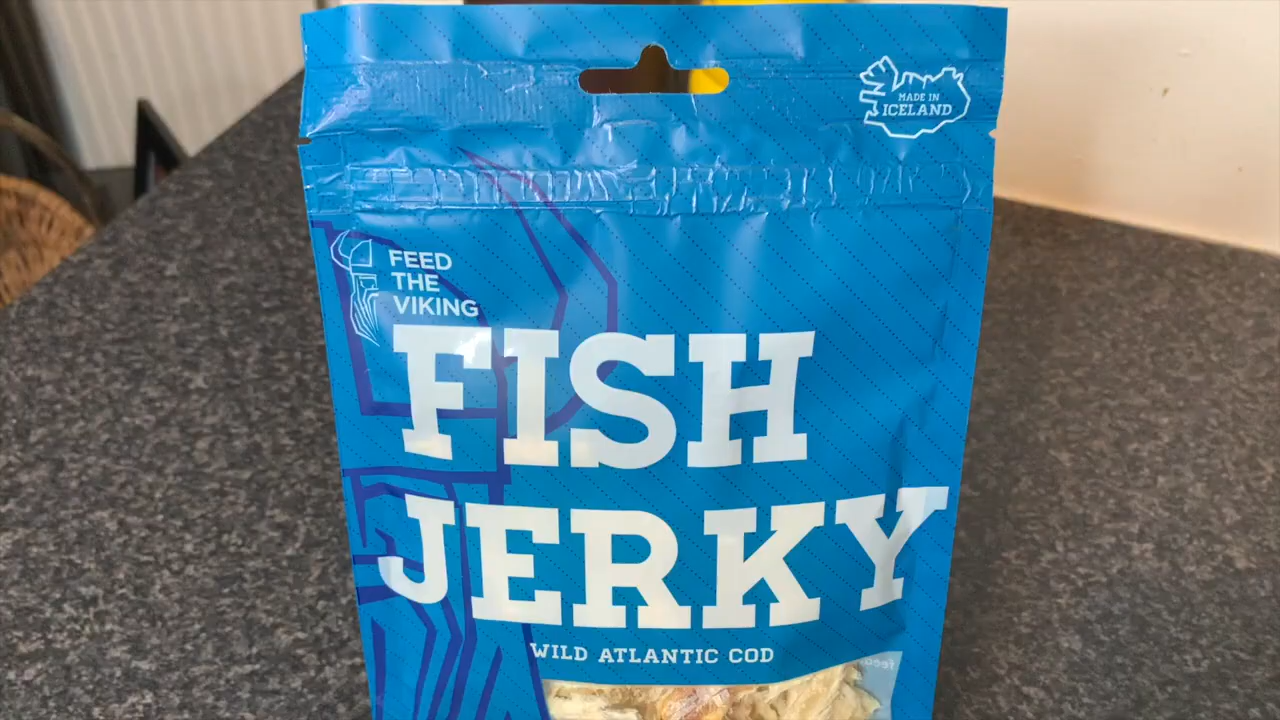 MADE IN
ICELAND
FEED
THE
VIKING
FISH
JERKY
WILD ATLANTIC COD